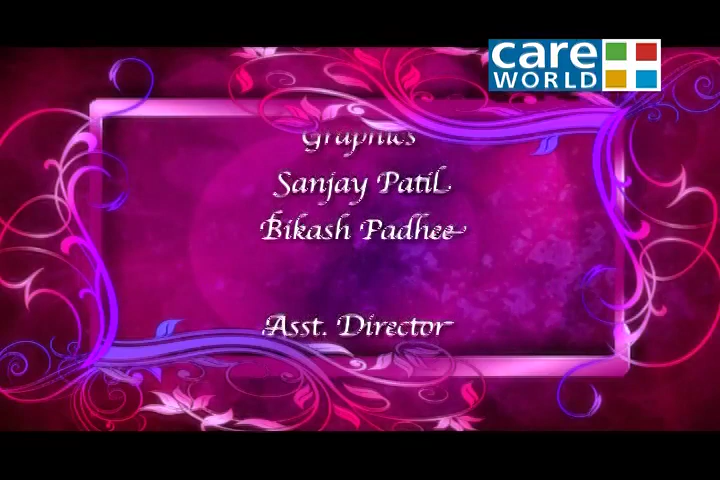 care
WORLD
Graphics
Sanjay Patil
Bikash Padhee
Asst. Director